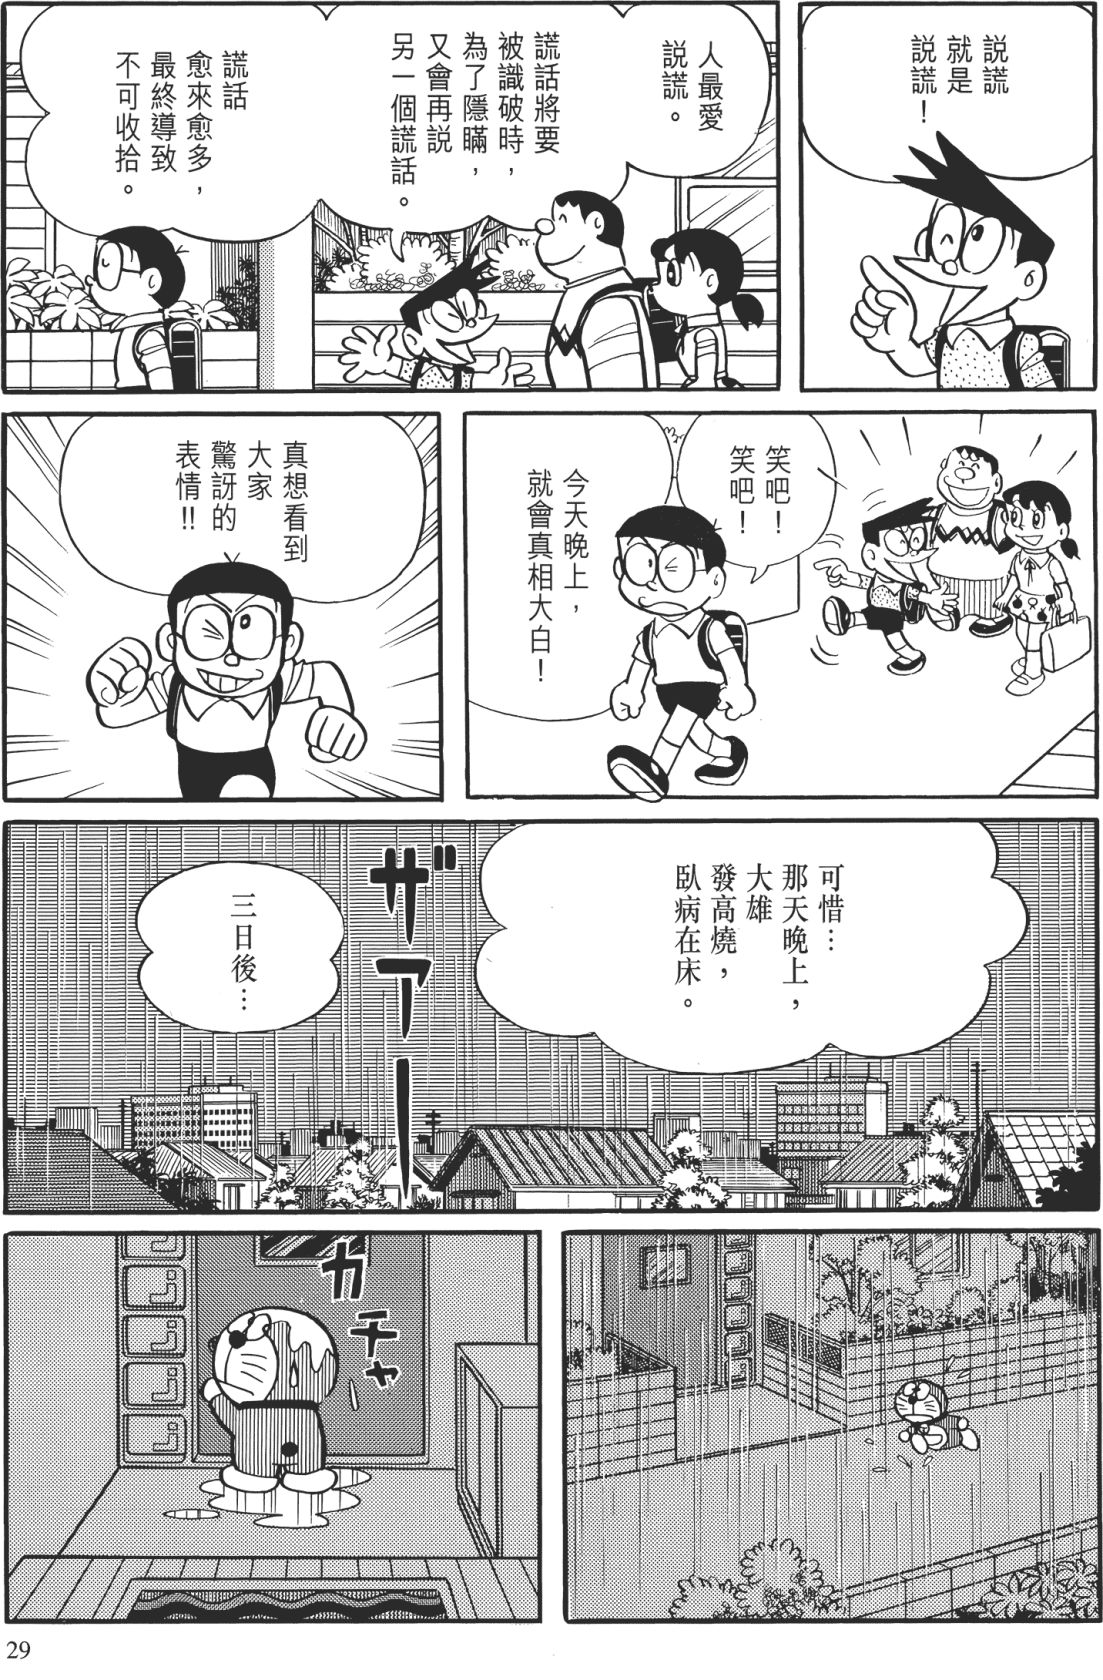 說謊
就是
說謊！
人最愛
說謊。
謊話將要
被識破時，
為了隱瞞，
又會再說
另一個謊話。
謊話
愈來愈多，
最終導致
不可收拾。
笑吧！
笑吧！
今天晚上，
就會真相大白！
真想看到
大家
驚訝的
表情!!
可惜…
那天晚上，
大雄
發高燒，
臥病在床。
ザアー
三日後…
カチャ
29